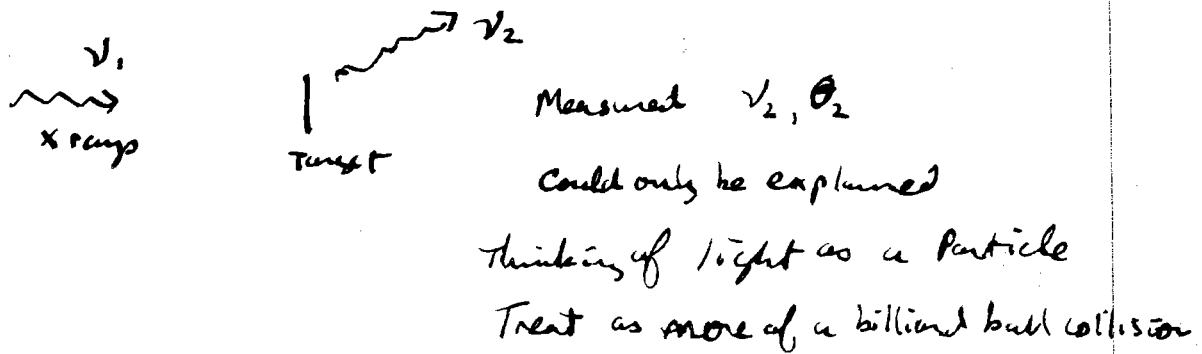 ν₁
x rays
Target
ν₂
Measured ν₂, θ₂
Could only be explained
thinking of light as a Particle
Treat as more of a billiard ball collision